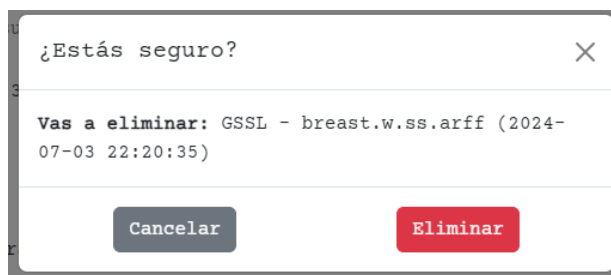 ¿Estás seguro?
Vas a eliminar: GSSL - breast.w.ss.arff (2024-
07-03 22:20:35)
Cancelar
Eliminar